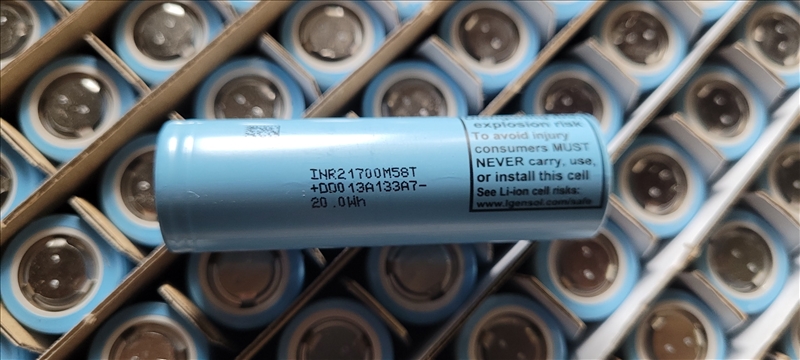 INR21700M58T
+DD013A133A7-
20.0Wh
explosion risk
To avoid injury
consumers MUST
NEVER carry, use,
or install this cell
See Li-ion cell risks:
www.lgensol.com/safe